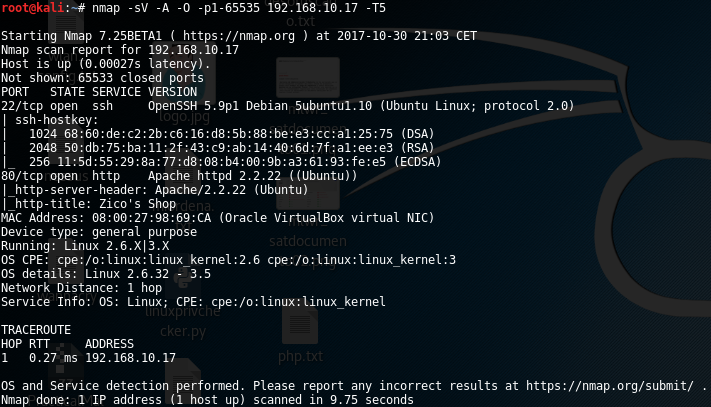 root@kali:~# nmap -sV -A -O -p1-65535 192.168.10.17 -T5
Starting Nmap 7.25BETA1 ( https://nmap.org ) at 2017-10-30 21:03 CET
Nmap scan report for 192.168.10.17
Host is up (0.00027s latency).
Not shown: 65533 closed ports
PORT   STATE SERVICE VERSION
22/tcp open  ssh     OpenSSH 5.9p1 Debian 5ubuntu1.10 (Ubuntu Linux; protocol 2.0)
| ssh-hostkey:
|   1024 68:60:de:c2:2b:c6:16:d8:5b:88:be:e3:cc:a1:25:75 (DSA)
|   2048 50:db:75:ba:11:2f:43:c9:ab:14:40:6d:7f:a1:ee:e3 (RSA)
|_  256 11:5d:55:29:8a:77:d8:08:b4:00:9b:a3:61:93:fe:e5 (ECDSA)
80/tcp open  http    Apache httpd 2.2.22 ((Ubuntu))
|_http-server-header: Apache/2.2.22 (Ubuntu)
|_http-title: Zico's Shop
MAC Address: 08:00:27:98:69:CA (Oracle VirtualBox virtual NIC)
Device type: general purpose
Running: Linux 2.6.X|3.X
OS CPE: cpe:/o:linux:linux_kernel:2.6 cpe:/o:linux:linux_kernel:3
OS details: Linux 2.6.32 - 3.5
Network Distance: 1 hop
Service Info: OS: Linux; CPE: cpe:/o:linux:linux_kernel
TRACEROUTE
HOP RTT     ADDRESS
1   0.27 ms 192.168.10.17
OS and Service detection performed. Please report any incorrect results at https://nmap.org/submit/ .
Nmap done: 1 IP address (1 host up) scanned in 9.75 seconds
o.txt
logo.jpg
satdocumen
linuxprivche
cker.py
php.txt